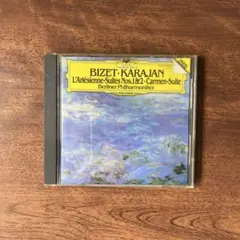 BIZET·KARAJAN
L'Arlésienne-Suites Nos.1&2·Carmen-Suite
Berliner Philharmoniker